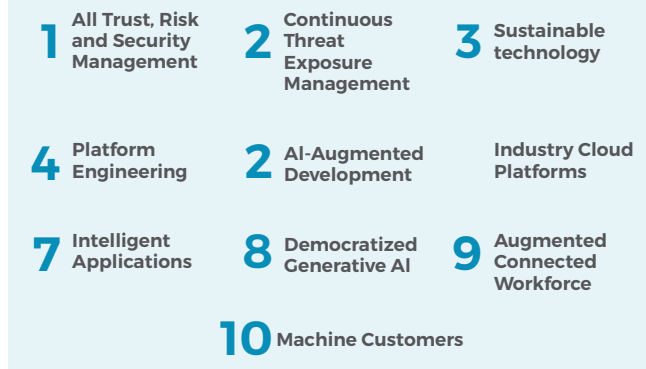 1 All Trust, Risk
and Security
Management
2 Continuous
Threat
Exposure
Management
3 Sustainable
technology
4 Platform
Engineering
2 AI-Augmented
Development
Industry Cloud
Platforms
7 Intelligent
Applications
8 Democratized
Generative AI
9 Augmented
Connected
Workforce
10 Machine Customers